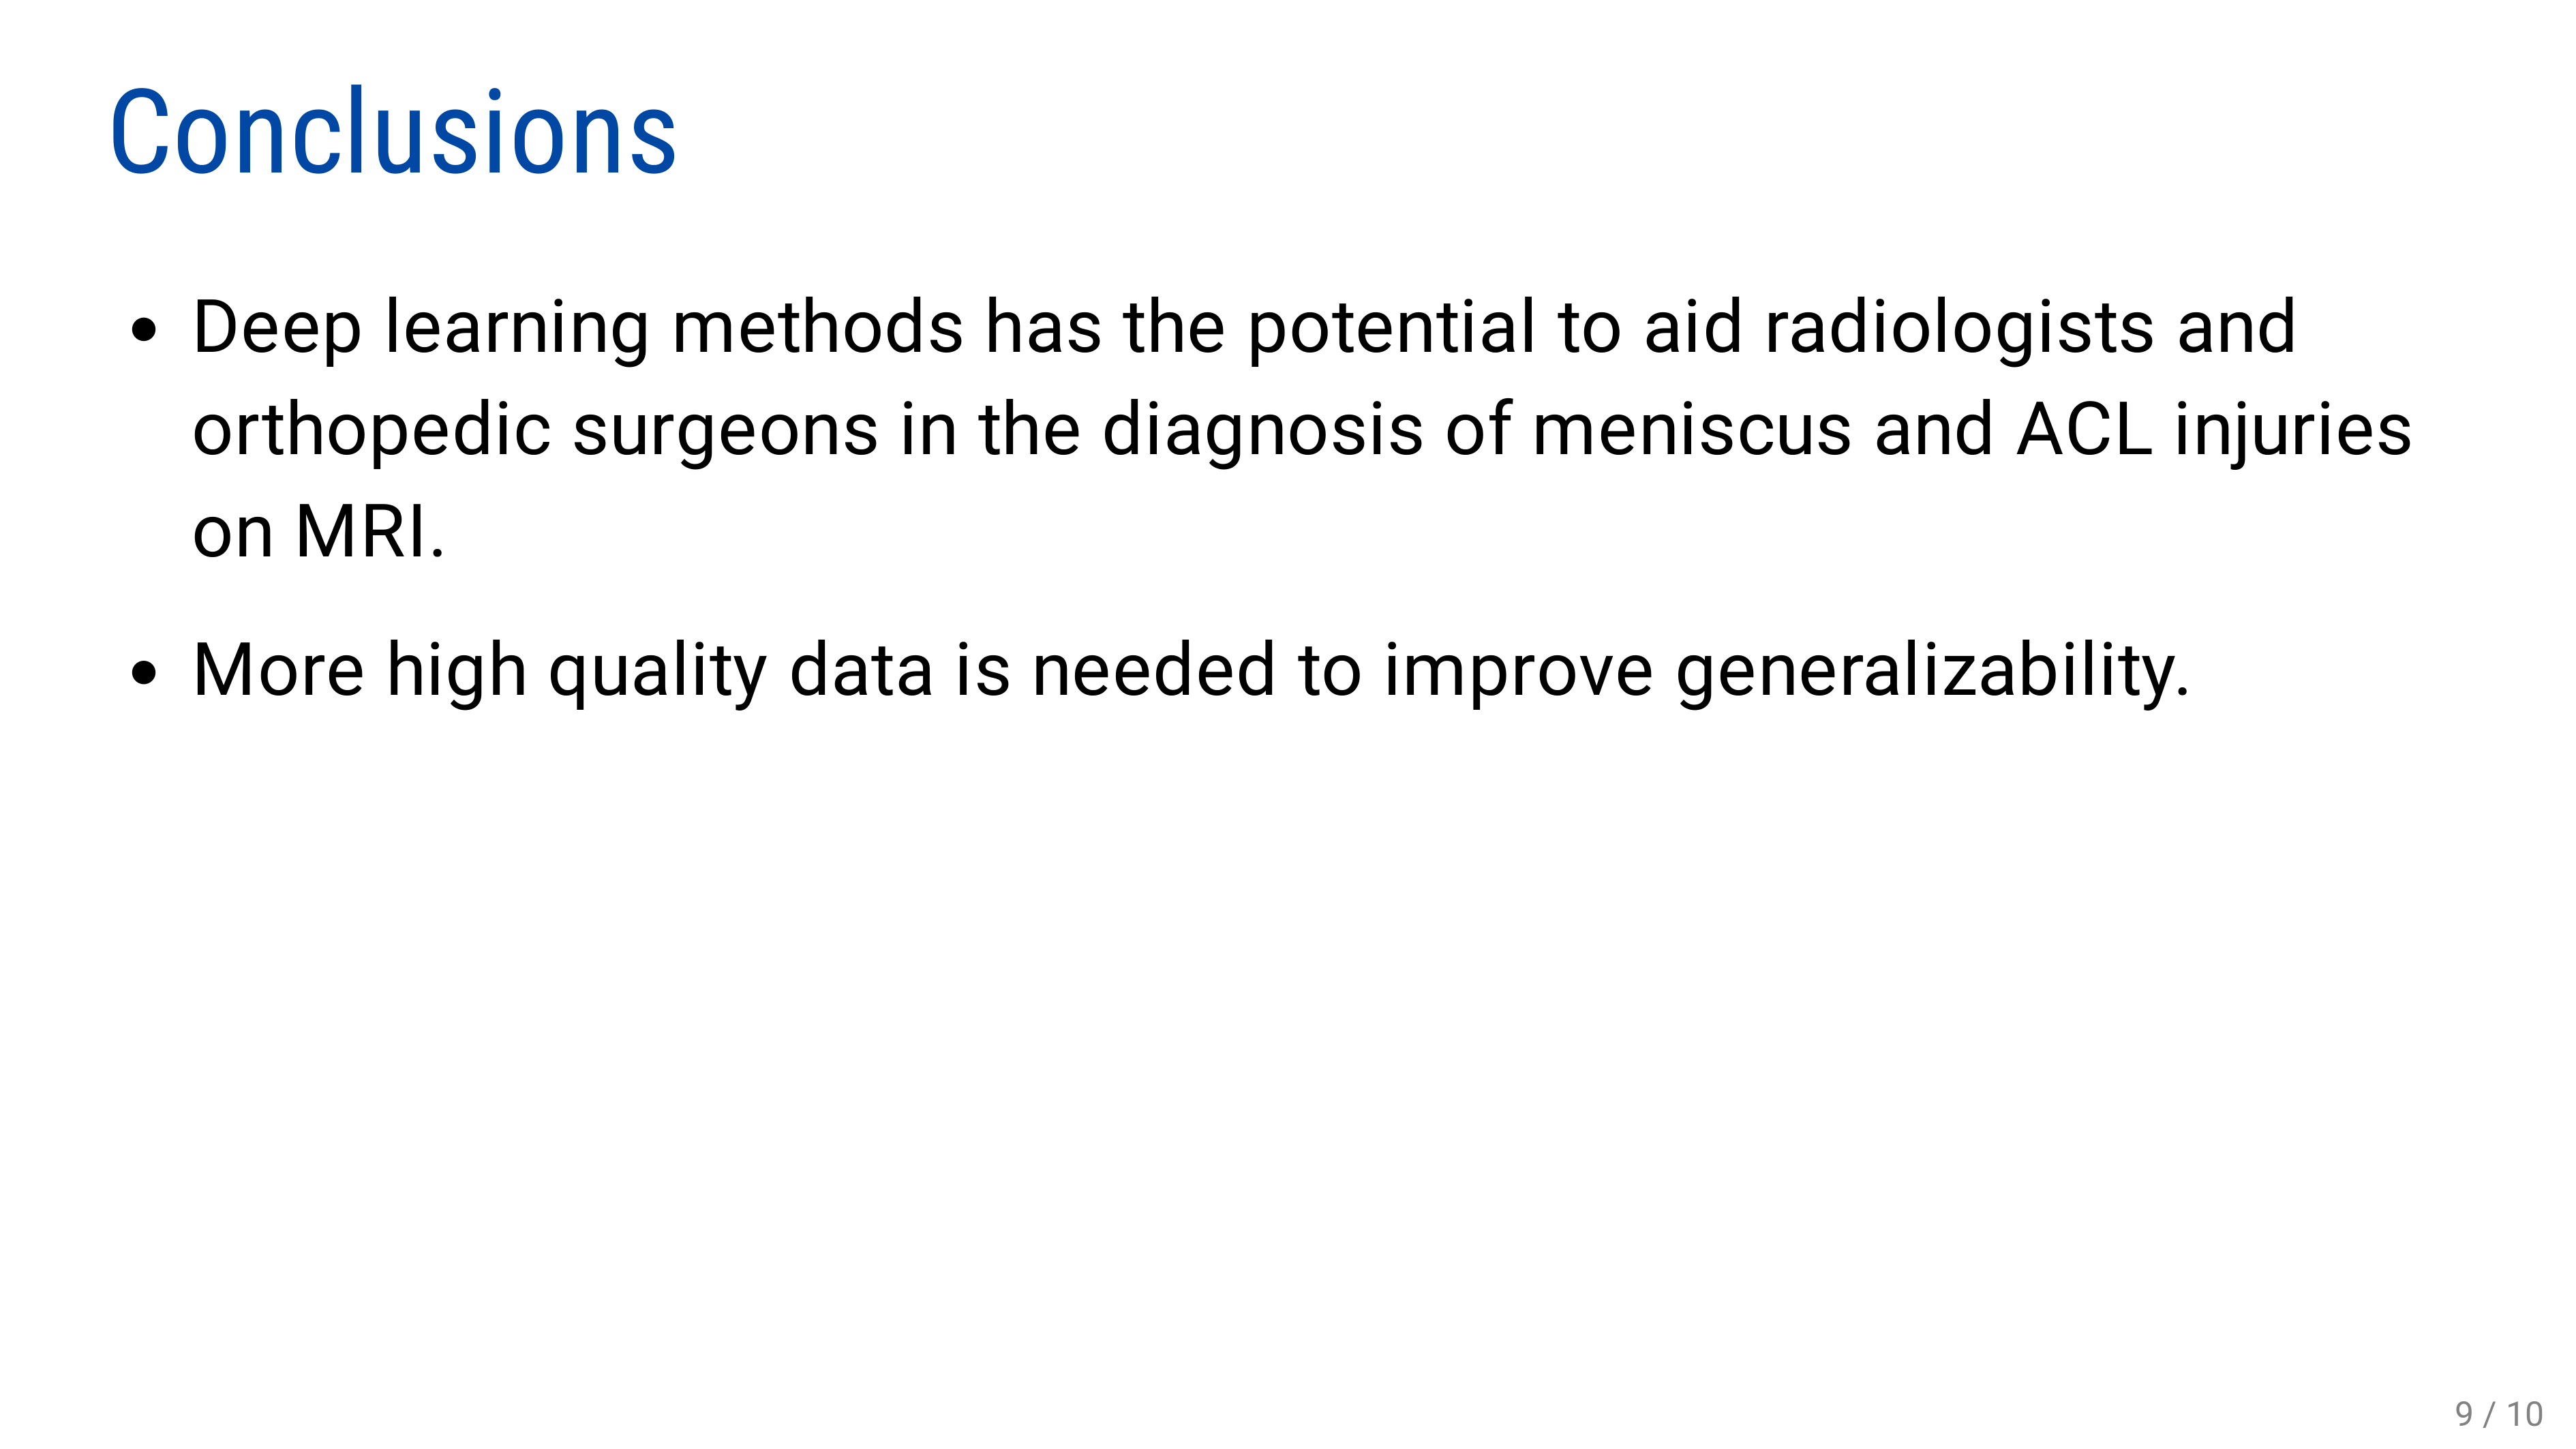 Conclusions
• Deep learning methods has the potential to aid radiologists and
orthopedic surgeons in the diagnosis of meniscus and ACL injuries
on MRI.
• More high quality data is needed to improve generalizability.
9 / 10